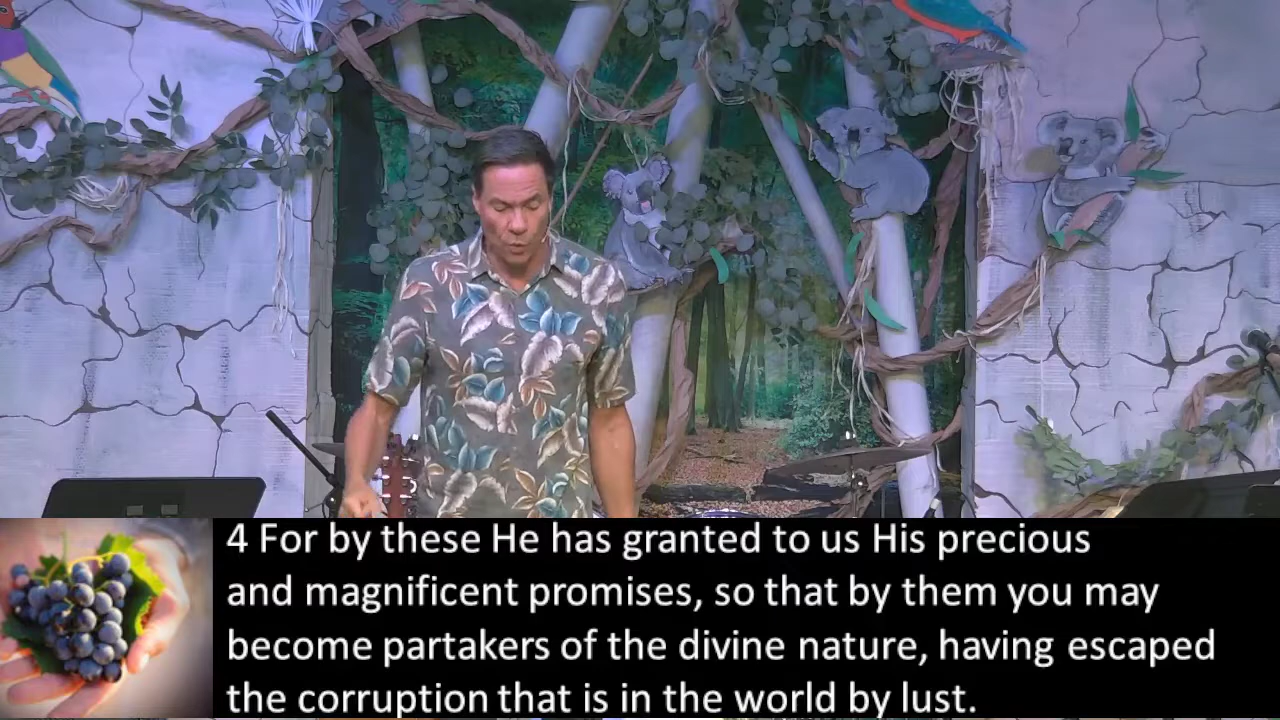 4 For by these He has granted to us His precious
and magnificent promises, so that by them you may
become partakers of the divine nature, having escaped
the corruption that is in the world by lust.